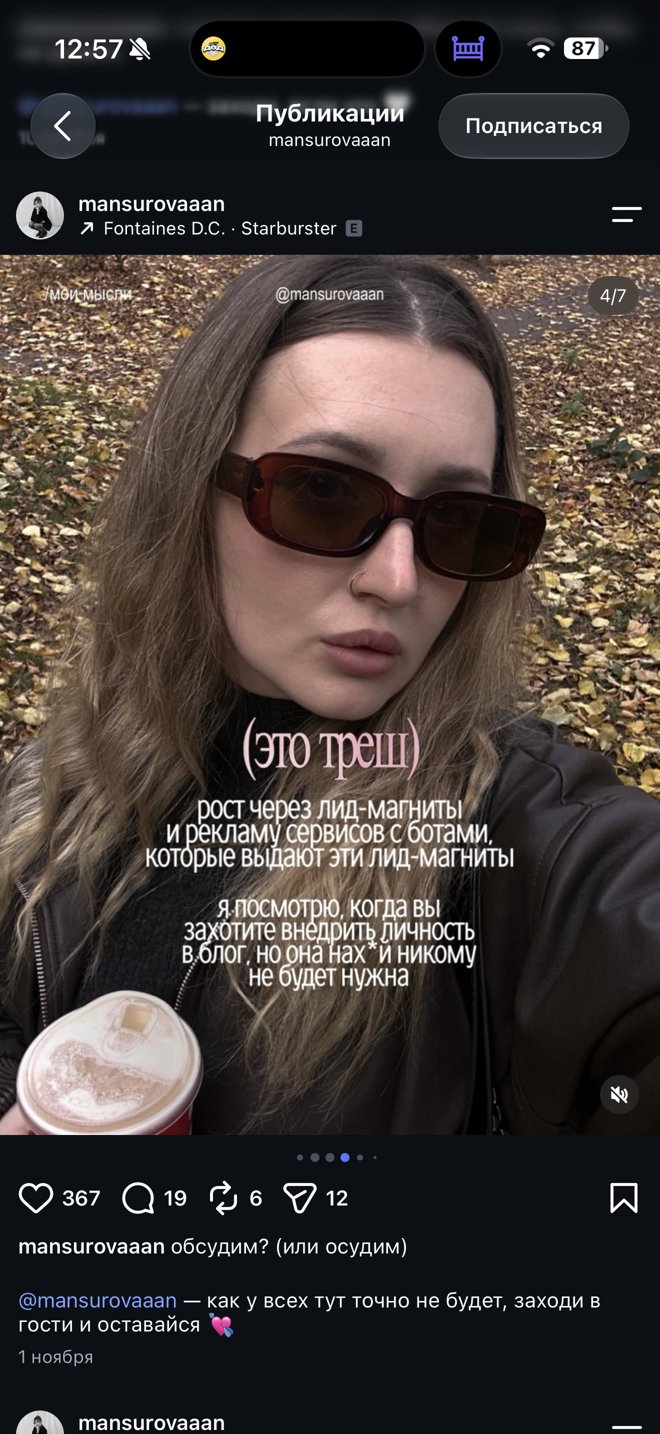 12:57
87
Публикации
mansurovaaan
Подписаться
mansurovaaan
Fontaines D.C. · Starburster E
/мои мысли
@mansurovaaan
4/7
(это треш)
рост через лид-магниты
и рекламу сервисов с ботами,
которые выдают эти лид-магниты
я посмотрю, когда вы
захотите внедрить личность
в блог, но она нах*й никому
не будет нужна
367
19
6
12
mansurovaaan обсудим? (или осудим)
@mansurovaaan — как у всех тут точно не будет, заходи в
гости и оставайся 💘
1 ноября
mansurovaaan